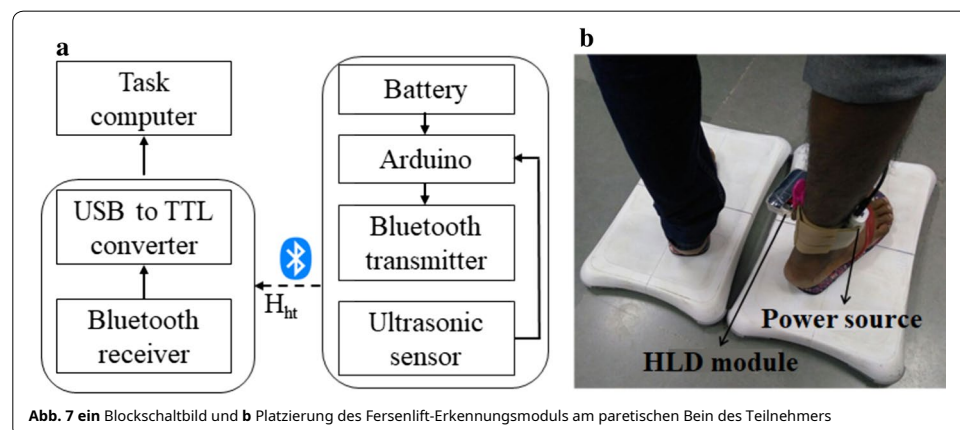 a
Task
computer
USB to TTL
converter
Bluetooth
receiver
H_ht
Battery
Arduino
Bluetooth
transmitter
Ultrasonic
sensor
b
Power source
HLD module
Abb. 7 ein Blockschaltbild und b Platzierung des Fersenlift-Erkennungsmoduls am paretischen Bein des Teilnehmers